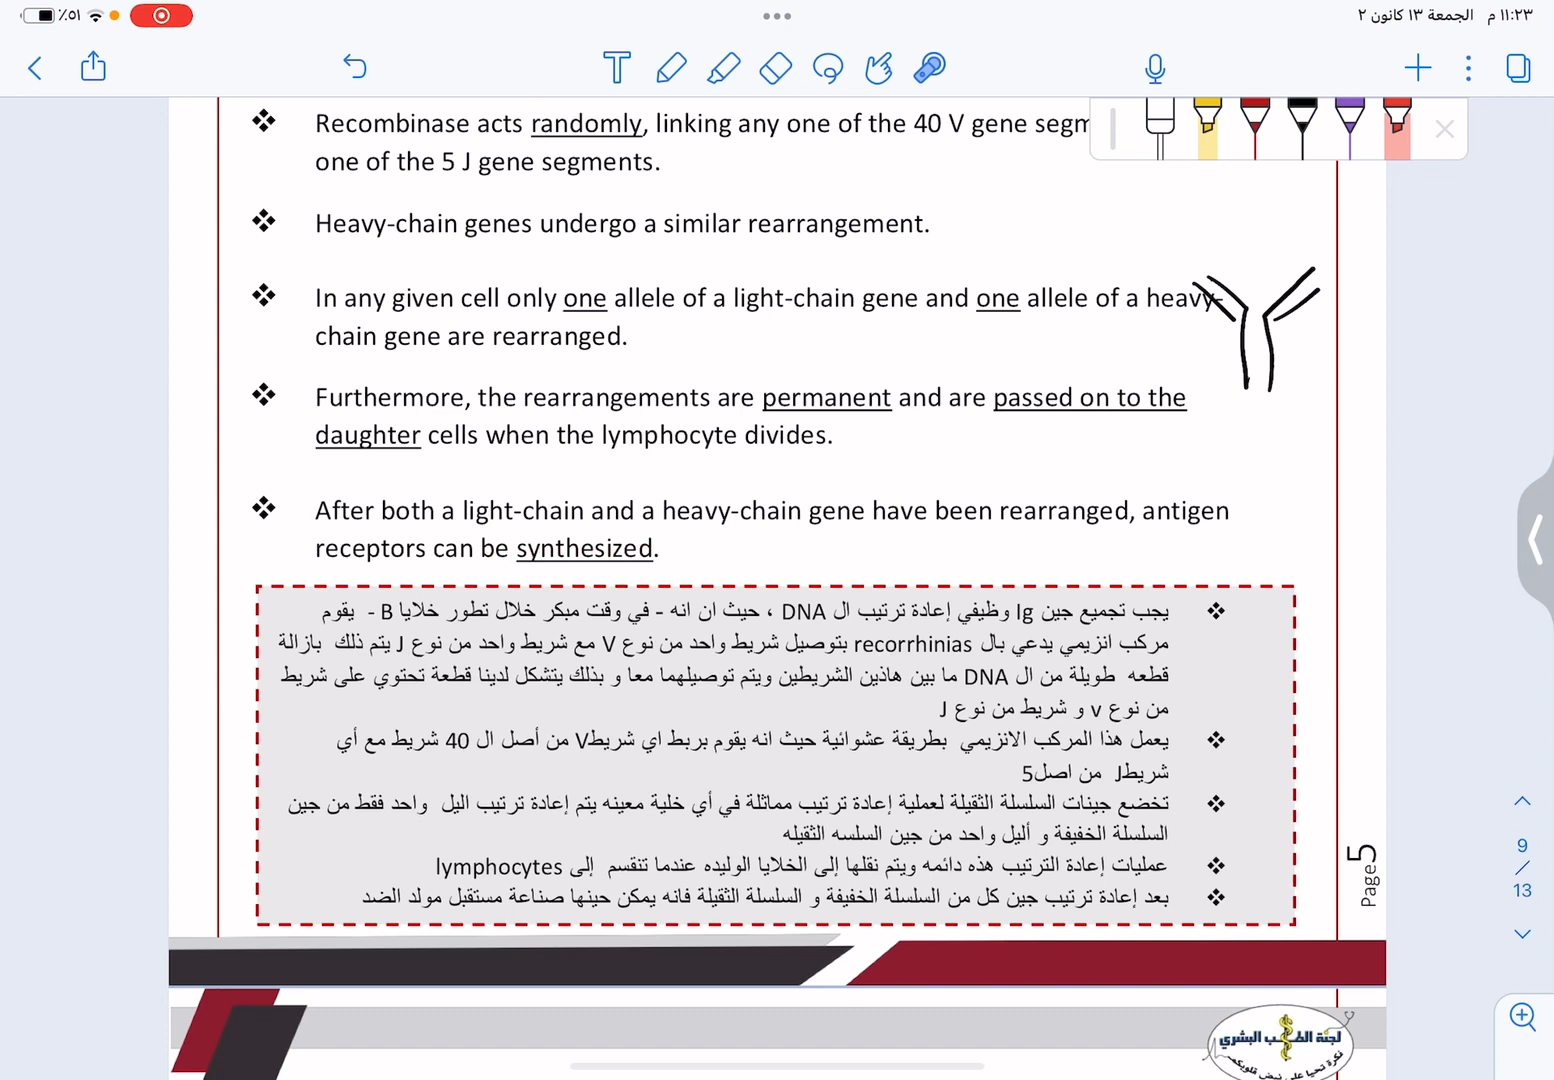 ٪٥١
١١:٢٣ م الجمعة ١٣ كانون ٢
Recombinase acts randomly, linking any one of the 40 V gene segm
one of the 5 J gene segments.
Heavy-chain genes undergo a similar rearrangement.
In any given cell only one allele of a light-chain gene and one allele of a heavy-
chain gene are rearranged.
Furthermore, the rearrangements are permanent and are passed on to the
daughter cells when the lymphocyte divides.
After both a light-chain and a heavy-chain gene have been rearranged, antigen
receptors can be synthesized.
يجب تجميع جين Ig وظيفي إعادة ترتيب ال DNA ، حيث ان انه - في وقت مبكر خلال تطور خلايا B - يقوم
مركب انزيمي يدعي بال recorrhinias بتوصيل شريط واحد من نوع V مع شريط واحد من نوع J يتم ذلك بازالة
قطعه طويلة من ال DNA ما بين هاذين الشريطين ويتم توصيلهما معا و بذلك يتشكل لدينا قطعة تحتوي على شريط
من نوع v و شريط من نوع J
يعمل هذا المركب الانزيمي بطريقة عشوائية حيث انه يقوم بربط اي شريطV من أصل ال 40 شريط مع أي
شريطJ من اصل5
تخضع جينات السلسلة الثقيلة لعملية إعادة ترتيب مماثلة في أي خلية معينه يتم إعادة ترتيب اليل واحد فقط من جين
السلسلة الخفيفة و أليل واحد من جين السلسه الثقيله
عمليات إعادة الترتيب هذه دائمه ويتم نقلها إلى الخلايا الوليده عندما تنقسم إلى lymphocytes
بعد إعادة ترتيب جين كل من السلسلة الخفيفة و السلسلة الثقيلة فانه يمكن حينها صناعة مستقبل مولد الضد
Page5
9
/
13
لجنة الطب البشري
فكرة تحيا على نبض قلوبكم